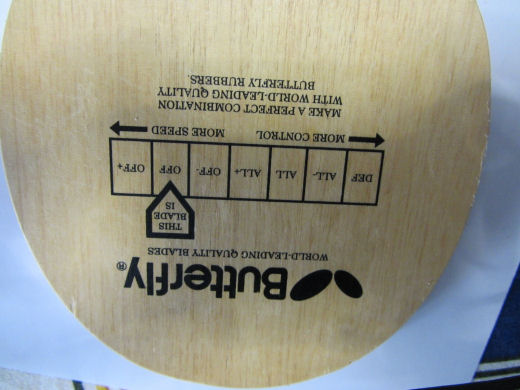 Butterfly®
WORLD-LEADING QUALITY BLADES
THIS
BLADE
IS
DEF ALL- ALL ALL+ OFF- OFF OFF+
MORE CONTROL MORE SPEED
MAKE A PERFECT COMBINATION
WITH WORLD-LEADING QUALITY
BUTTERFLY RUBBERS.